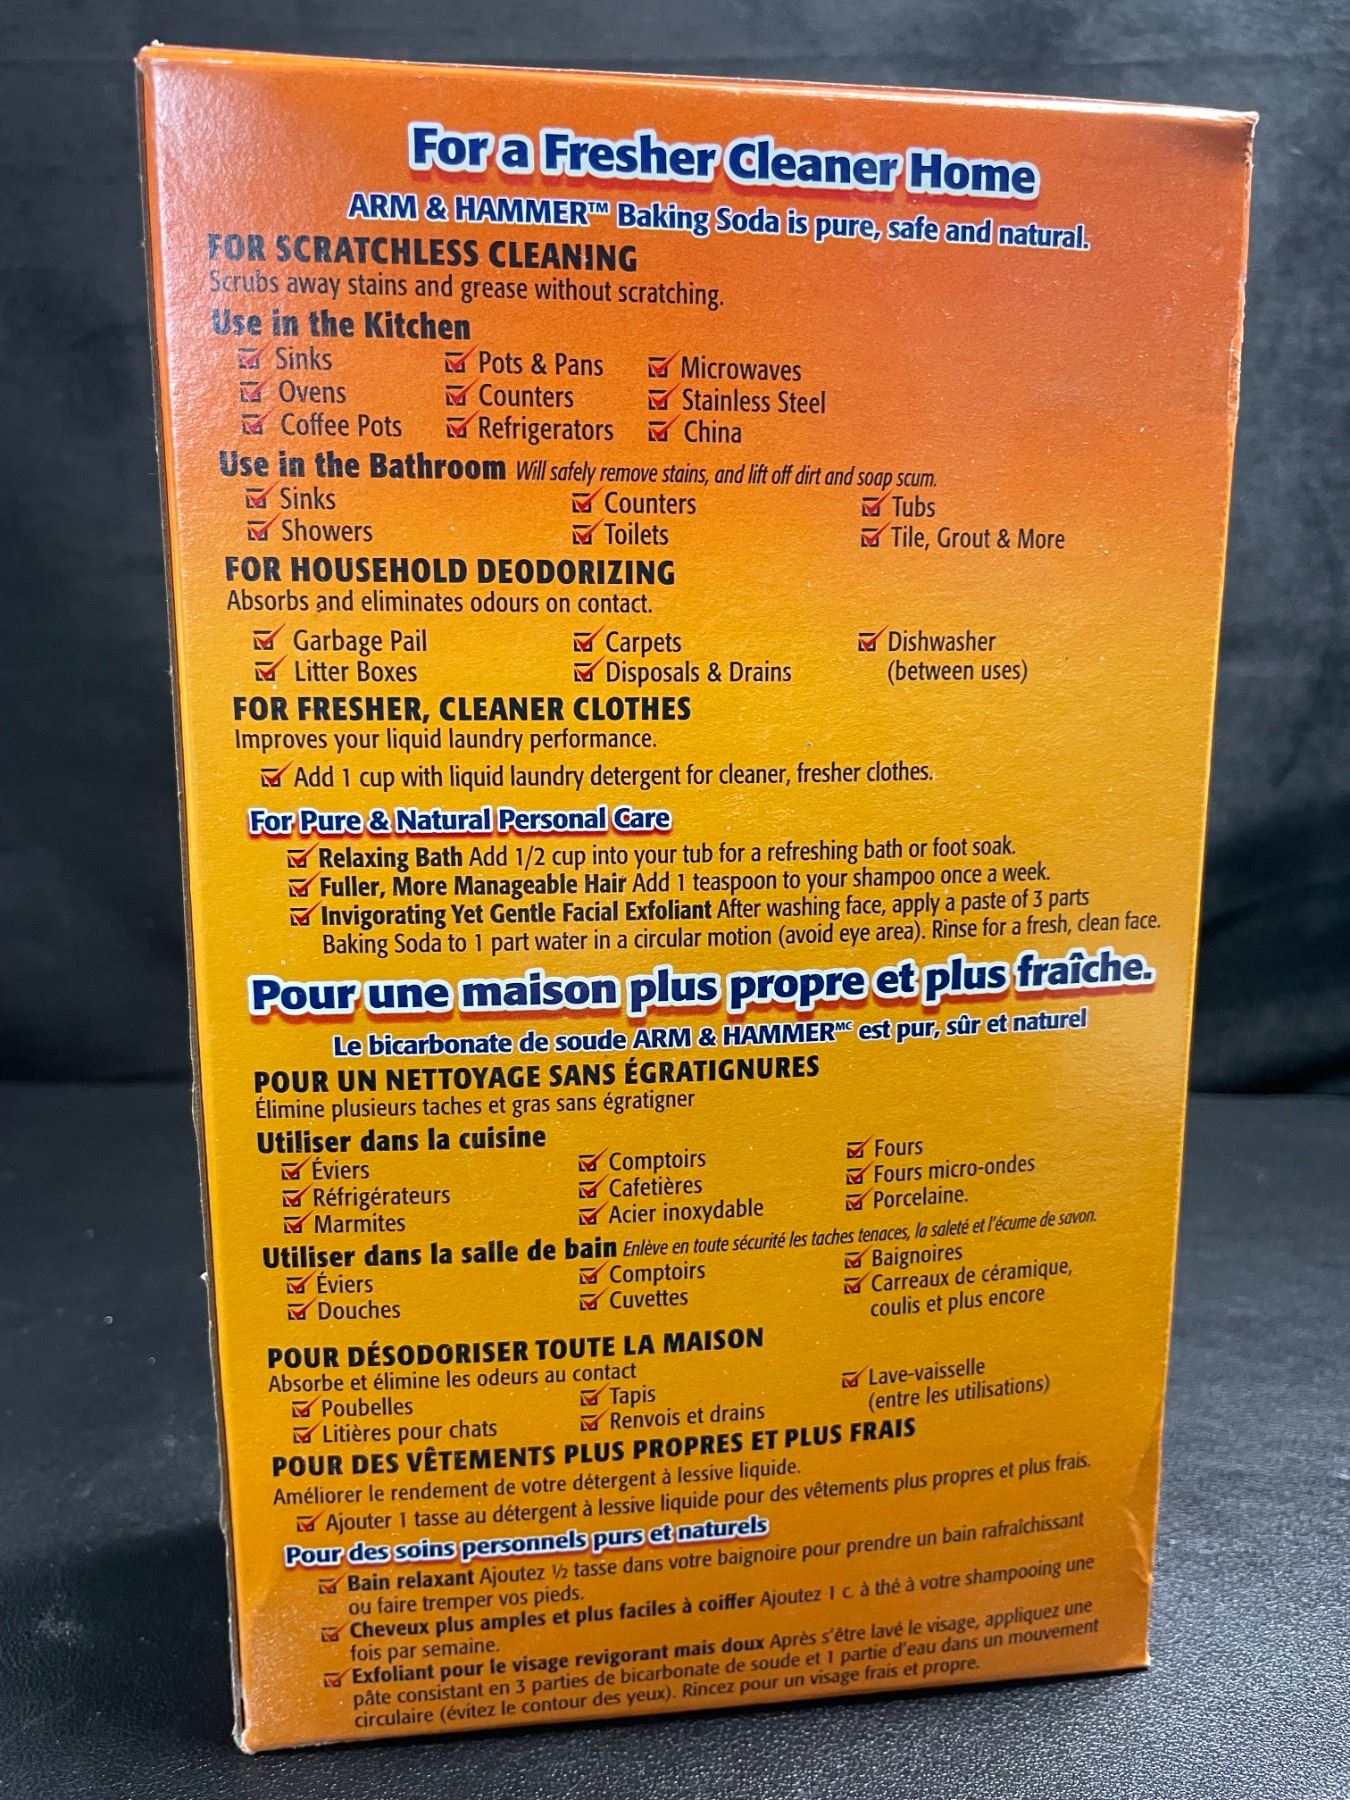 For a Fresher Cleaner Home
ARM & HAMMER™ Baking Soda is pure, safe and natural.
FOR SCRATCHLESS CLEANING
Scrubs away stains and grease without scratching.
Use in the Kitchen
Sinks Pots & Pans Microwaves
Ovens Counters Stainless Steel
Coffee Pots Refrigerators China
Use in the Bathroom Will safely remove stains, and lift off dirt and soap scum.
Sinks Counters Tubs
Showers Toilets Tile, Grout & More
FOR HOUSEHOLD DEODORIZING
Absorbs and eliminates odours on contact.
Garbage Pail Carpets Dishwasher
Litter Boxes Disposals & Drains (between uses)
FOR FRESHER, CLEANER CLOTHES
Improves your liquid laundry performance.
Add 1 cup with liquid laundry detergent for cleaner, fresher clothes.
For Pure & Natural Personal Care
Relaxing Bath Add 1/2 cup into your tub for a refreshing bath or foot soak.
Fuller, More Manageable Hair Add 1 teaspoon to your shampoo once a week.
Invigorating Yet Gentle Facial Exfoliant After washing face, apply a paste of 3 parts
Baking Soda to 1 part water in a circular motion (avoid eye area). Rinse for a fresh, clean face.
Pour une maison plus propre et plus fraîche.
Le bicarbonate de soude ARM & HAMMERᴹᶜ est pur, sûr et naturel
POUR UN NETTOYAGE SANS ÉGRATIGNURES
Élimine plusieurs taches et gras sans égratigner
Utiliser dans la cuisine
Éviers Comptoirs Fours
Réfrigérateurs Cafetières Fours micro-ondes
Marmites Acier inoxydable Porcelaine.
Utiliser dans la salle de bain Enlève en toute sécurité les taches tenaces, la saleté et l'écume de savon.
Éviers Comptoirs Baignoires
Douches Cuvettes Carreaux de céramique,
coulis et plus encore
POUR DÉSODORISER TOUTE LA MAISON
Absorbe et élimine les odeurs au contact
Poubelles Tapis Lave-vaisselle
Litières pour chats Renvois et drains (entre les utilisations)
POUR DES VÊTEMENTS PLUS PROPRES ET PLUS FRAIS
Améliorer le rendement de votre détergent à lessive liquide.
Ajouter 1 tasse au détergent à lessive liquide pour des vêtements plus propres et plus frais.
Pour des soins personnels purs et naturels
Bain relaxant Ajoutez ½ tasse dans votre baignoire pour prendre un bain rafraîchissant
ou faire tremper vos pieds.
Cheveux plus amples et plus faciles à coiffer Ajoutez 1 c. à thé à votre shampooing une
fois par semaine.
Exfoliant pour le visage revigorant mais doux Après s'être lavé le visage, appliquez une
pâte consistant en 3 parties de bicarbonate de soude et 1 partie d'eau dans un mouvement
circulaire (évitez le contour des yeux). Rincez pour un visage frais et propre.